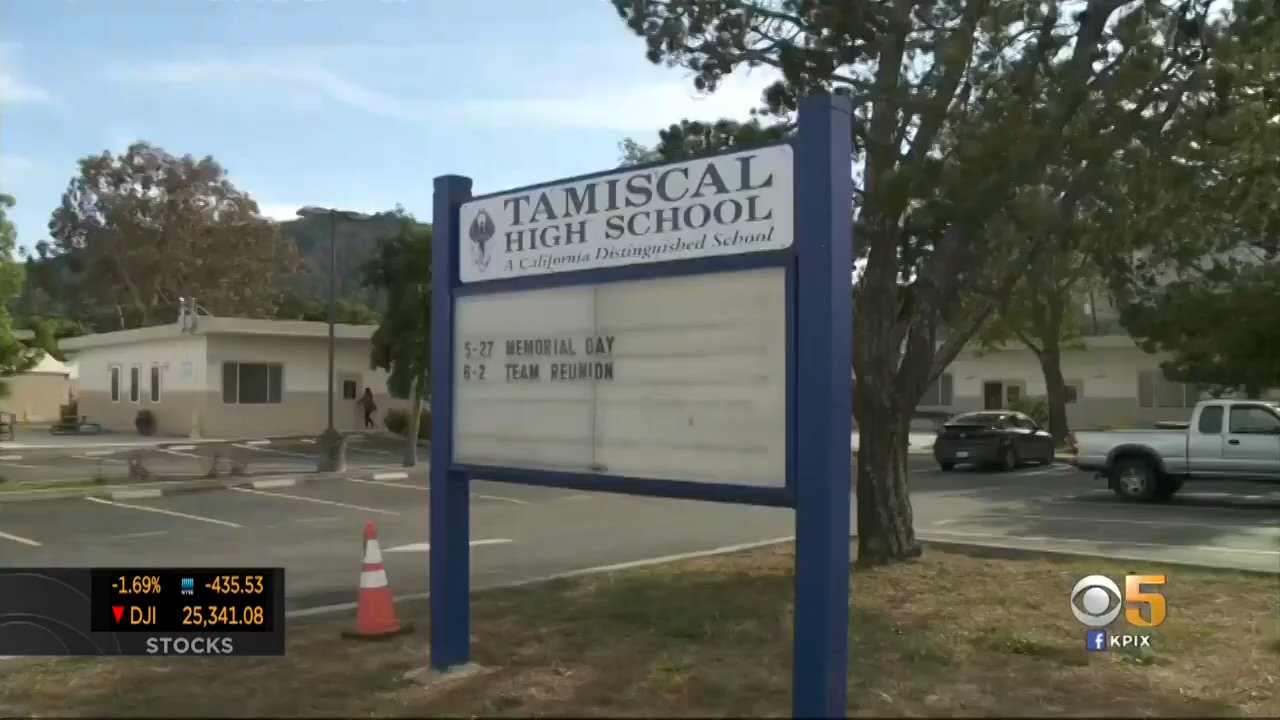 TAMISCAL
HIGH SCHOOL
A California Distinguished School
5-27 MEMORIAL DAY
6-2 TEAM REUNION
-1.69% NYSE -435.53
▼ DJI 25,341.08
STOCKS
5
f KPIX